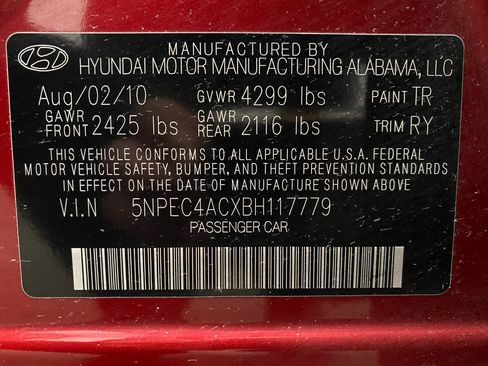 MANUFACTURED BY
HYUNDAI MOTOR MANUFACTURING ALABAMA, LLC
Aug/02/10 GVWR 4299 lbs PAINT TR
GAWR FRONT 2425 lbs GAWR REAR 2116 lbs TRIM RY
THIS VEHICLE CONFORMS TO ALL APPLICABLE U.S.A. FEDERAL
MOTOR VEHICLE SAFETY, BUMPER, AND THEFT PREVENTION
STANDARDS IN EFFECT ON THE DATE OF MANUFACTURE SHOWN ABOVE.
V.I.N 5NPEC4ACXBH117779
PASSENGER CAR